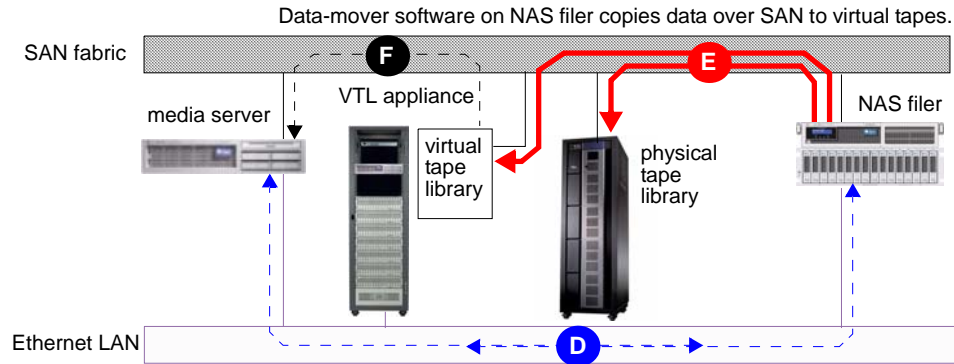 Data-mover software on NAS filer copies data over SAN to virtual tapes.
SAN fabric
F
E
VTL appliance
NAS filer
media server
virtual
tape
library
physical
tape
library
Ethernet LAN
D